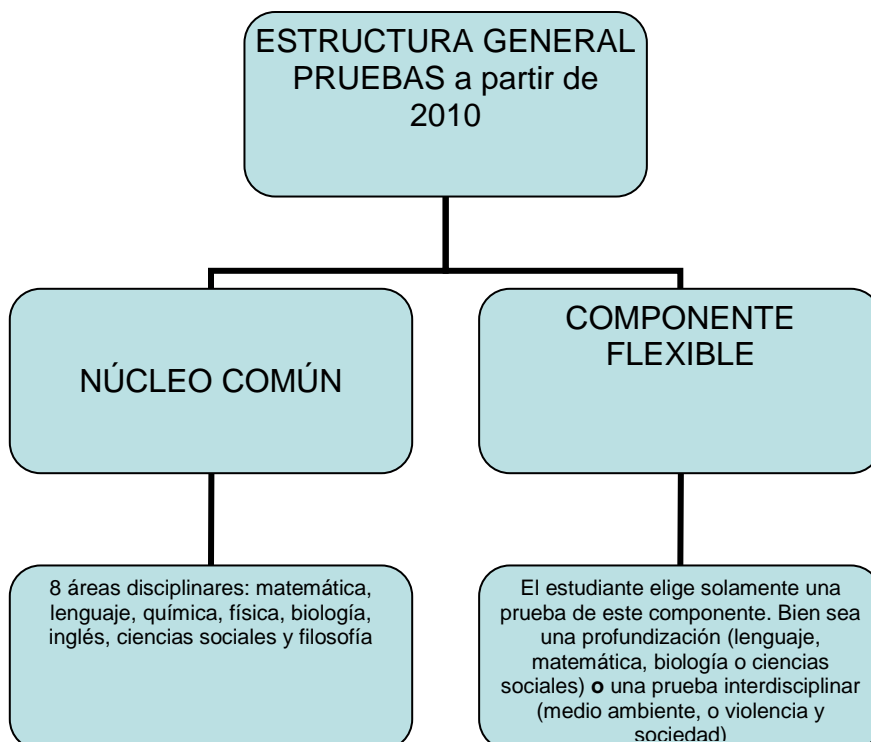 ESTRUCTURA GENERAL
PRUEBAS a partir de
2010
NÚCLEO COMÚN
COMPONENTE
FLEXIBLE
8 áreas disciplinares: matemática,
lenguaje, química, física, biología,
inglés, ciencias sociales y filosofía
El estudiante elige solamente una
prueba de este componente. Bien sea
una profundización (lenguaje,
matemática, biología o ciencias
sociales) o una prueba interdisciplinar
(medio ambiente, o violencia y
sociedad)